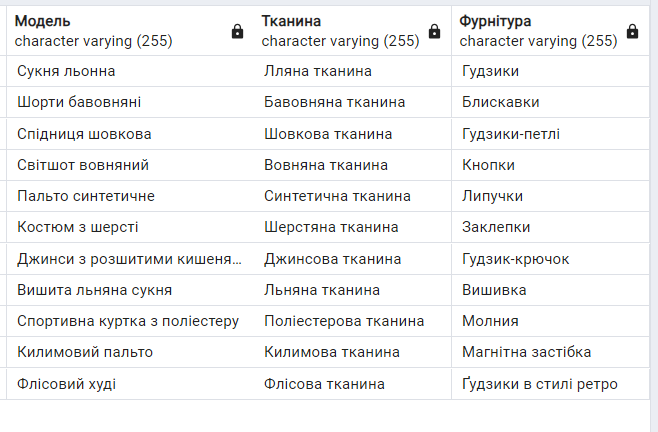 Модель Тканина Фурнітура
character varying (255) character varying (255) character varying (255)
Сукня льонна Лляна тканина Гудзики
Шорти бавовняні Бавовняна тканина Блискавки
Спідниця шовкова Шовкова тканина Гудзики-петлі
Світшот вовняний Вовняна тканина Кнопки
Пальто синтетичне Синтетична тканина Липучки
Костюм з шерсті Шерстяна тканина Заклепки
Джинси з розшитими кишеня... Джинсова тканина Гудзик-крючок
Вишита льняна сукня Льняна тканина Вишивка
Спортивна куртка з поліестеру Поліестерова тканина Молния
Килимовий пальто Килимова тканина Магнітна застібка
Флісовий худі Флісова тканина Ґудзики в стилі ретро